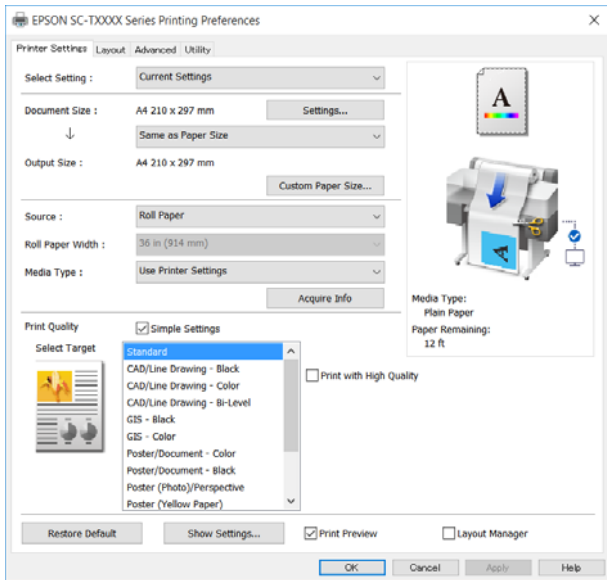 EPSON SC-TXXXX Series Printing Preferences
Printer Settings Layout Advanced Utility
Select Setting : Current Settings
Document Size : A4 210 x 297 mm Settings...
Same as Paper Size
Output Size : A4 210 x 297 mm
Custom Paper Size...
Source : Roll Paper
Roll Paper Width : 36 in (914 mm)
Media Type : Use Printer Settings
Acquire Info
A
Media Type:
Plain Paper
Paper Remaining:
12 ft
Print Quality Simple Settings
Select Target
Standard
CAD/Line Drawing - Black
CAD/Line Drawing - Color
CAD/Line Drawing - Bi-Level
GIS - Black
GIS - Color
Poster/Document - Color
Poster/Document - Black
Poster (Photo)/Perspective
Poster (Yellow Paper)
Print with High Quality
Restore Default Show Settings... Print Preview Layout Manager
OK Cancel Apply Help